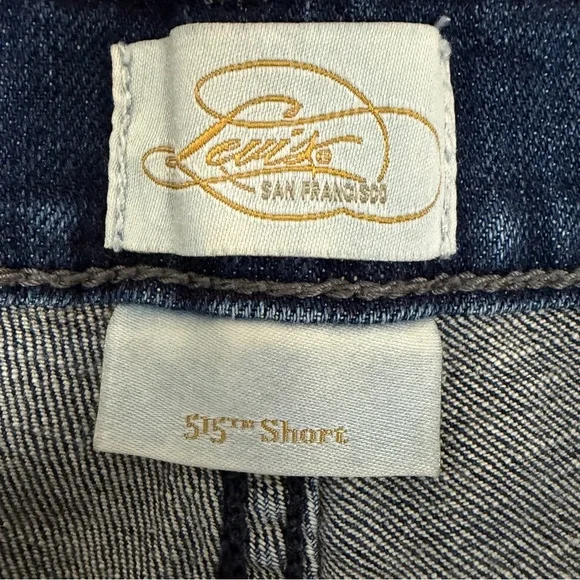 Levi's®
SAN FRANCISCO
515™ Short